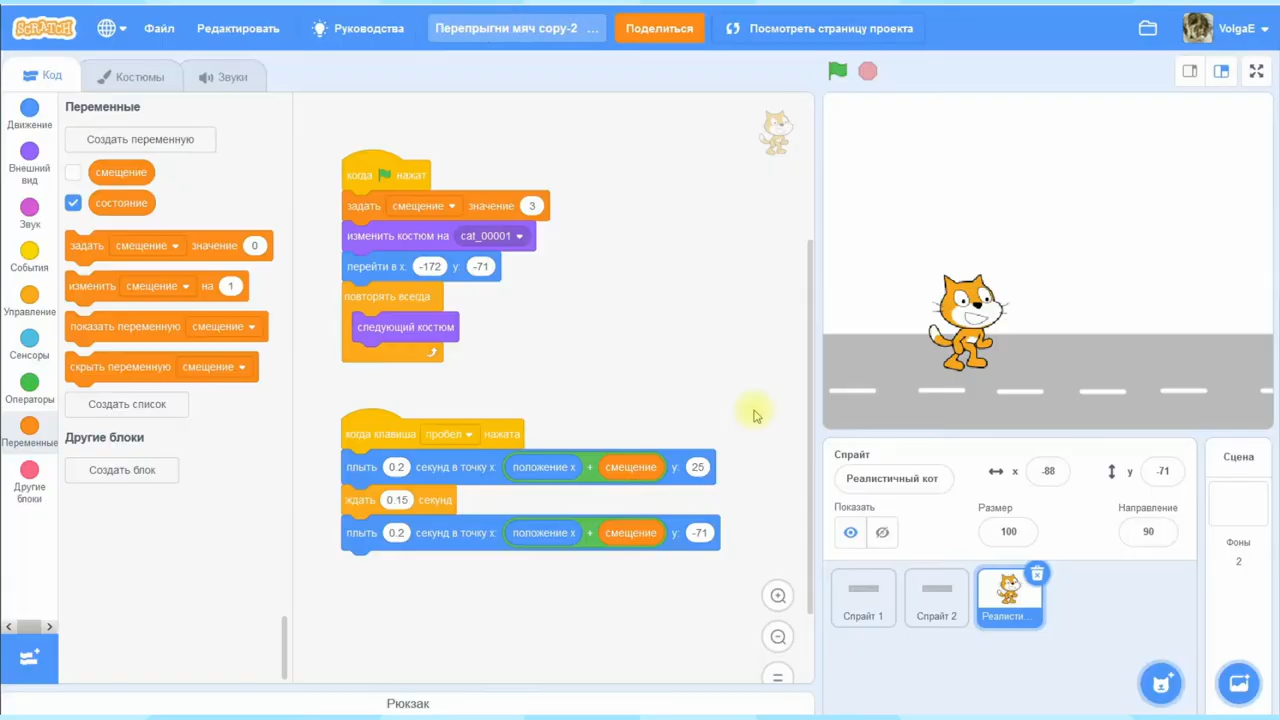 SCRATCH
Файл
Редактировать
Руководства
Перепрыгни мяч copy-2 ...
Поделиться
Посмотреть страницу проекта
VolgaE
Код
Костюмы
Звуки
Движение
Внешний вид
Звук
События
Управление
Сенсоры
Операторы
Переменные
Другие блоки
Переменные
Создать переменную
смещение
состояние
задать смещение значение 0
изменить смещение на 1
показать переменную смещение
скрыть переменную смещение
Создать список
Другие блоки
Создать блок
когда нажат
задать смещение значение 3
изменить костюм на cat_00001
перейти в x: -172 y: -71
повторять всегда
следующий костюм
когда клавиша пробел нажата
плыть 0.2 секунд в точку x: положение x + смещение y: 25
ждать 0.15 секунд
плыть 0.2 секунд в точку x: положение x + смещение y: -71
Рюкзак
Спрайт
Реалистичный кот
x -88
y -71
Показать
Размер
100
Направление
90
Спрайт 1
Спрайт 2
Реалисти...
Сцена
Фоны
2